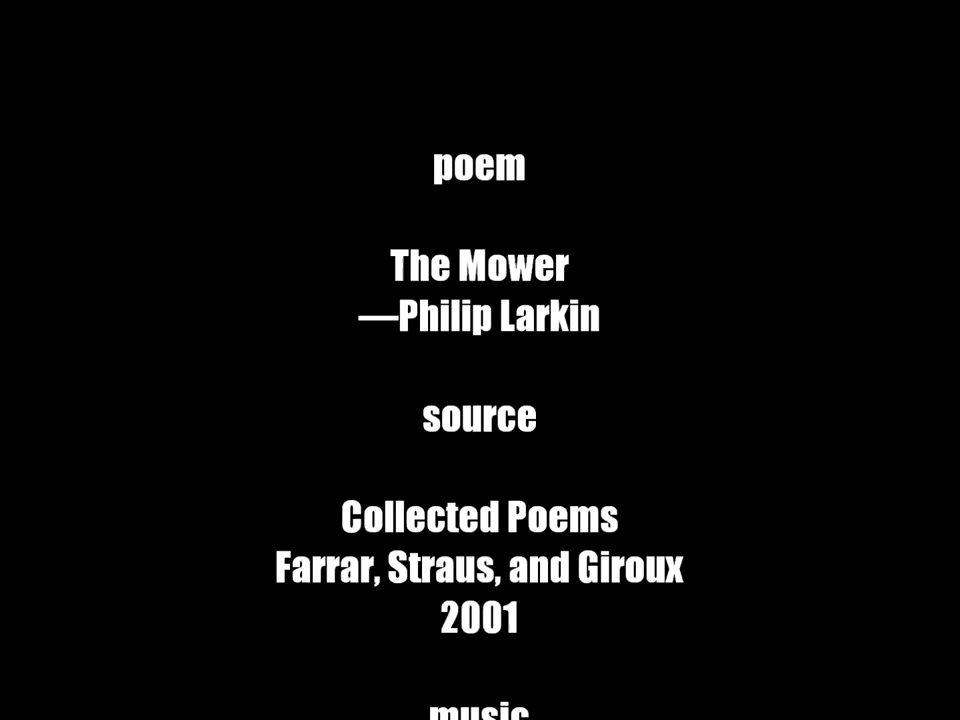 poem
The Mower
—Philip Larkin
source
Collected Poems
Farrar, Straus, and Giroux
2001
music